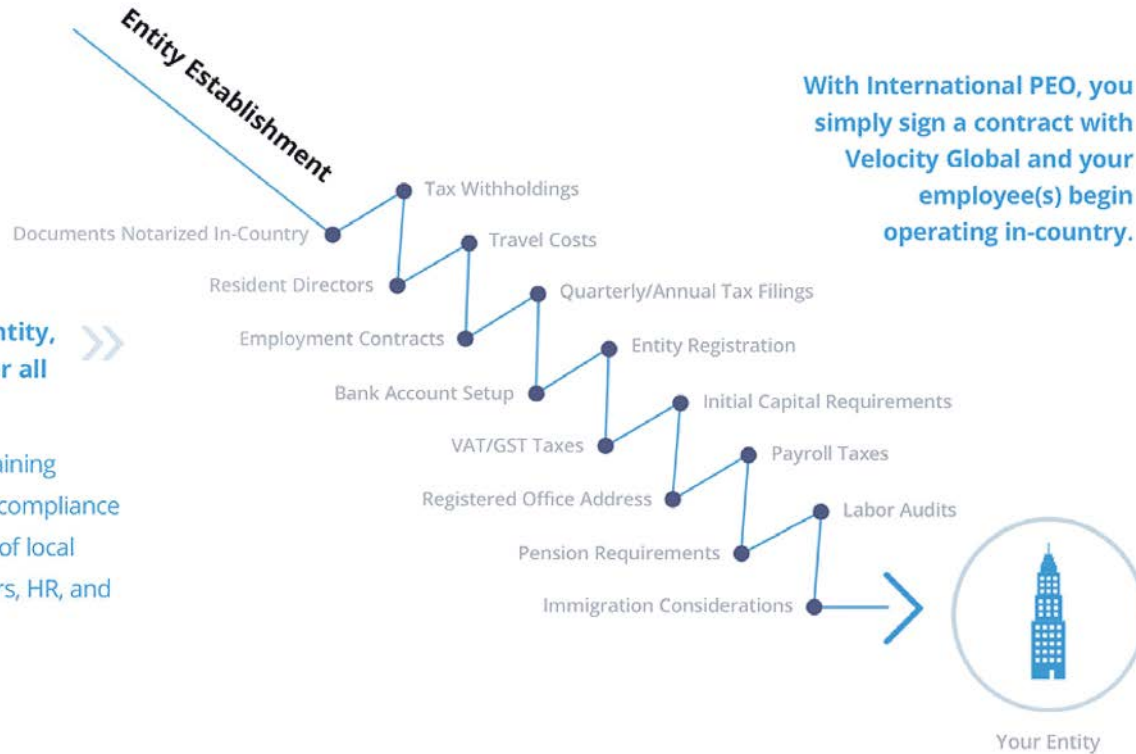 Entity Establishment
With International PEO, you
simply sign a contract with
Velocity Global and your
employee(s) begin
operating in-country.
Documents Notarized In-Country
Tax Withholdings
Resident Directors
Travel Costs
Employment Contracts
Quarterly/Annual Tax Filings
Bank Account Setup
Entity Registration
VAT/GST Taxes
Initial Capital Requirements
Registered Office Address
Payroll Taxes
Pension Requirements
Labor Audits
Immigration Considerations
Your Entity
r all
compliance
of local
HR, and